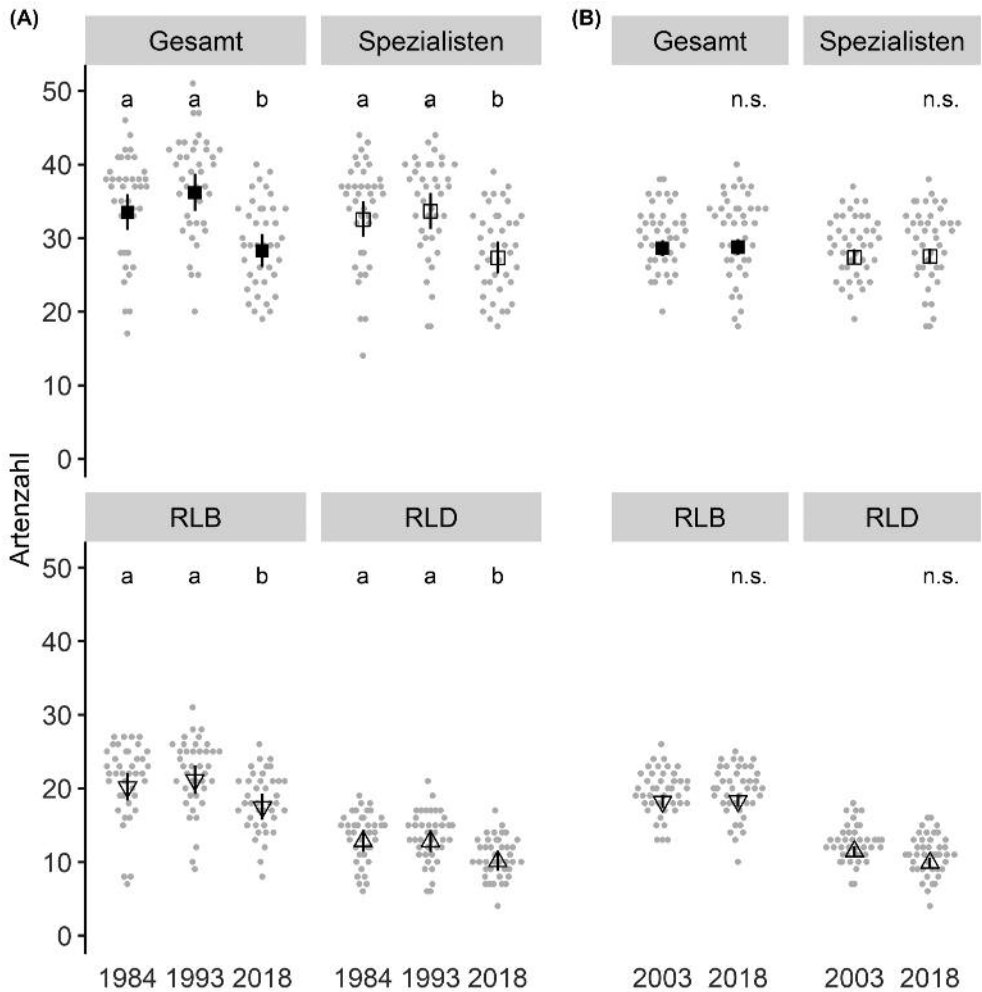 (A)
(B)
Gesamt Spezialisten Gesamt Spezialisten
50 a a b a a b n.s. n.s.
40
30
20
10
0
Artenzahl
RLB RLD RLB RLD
50 a a b a a b n.s. n.s.
40
30
20
10
0
1984 1993 2018 1984 1993 2018 2003 2018 2003 2018